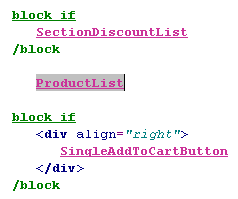 block if
SectionDiscountList
/block
ProductList
block if
<div align="right">
SingleAddToCartButton
</div>
/block